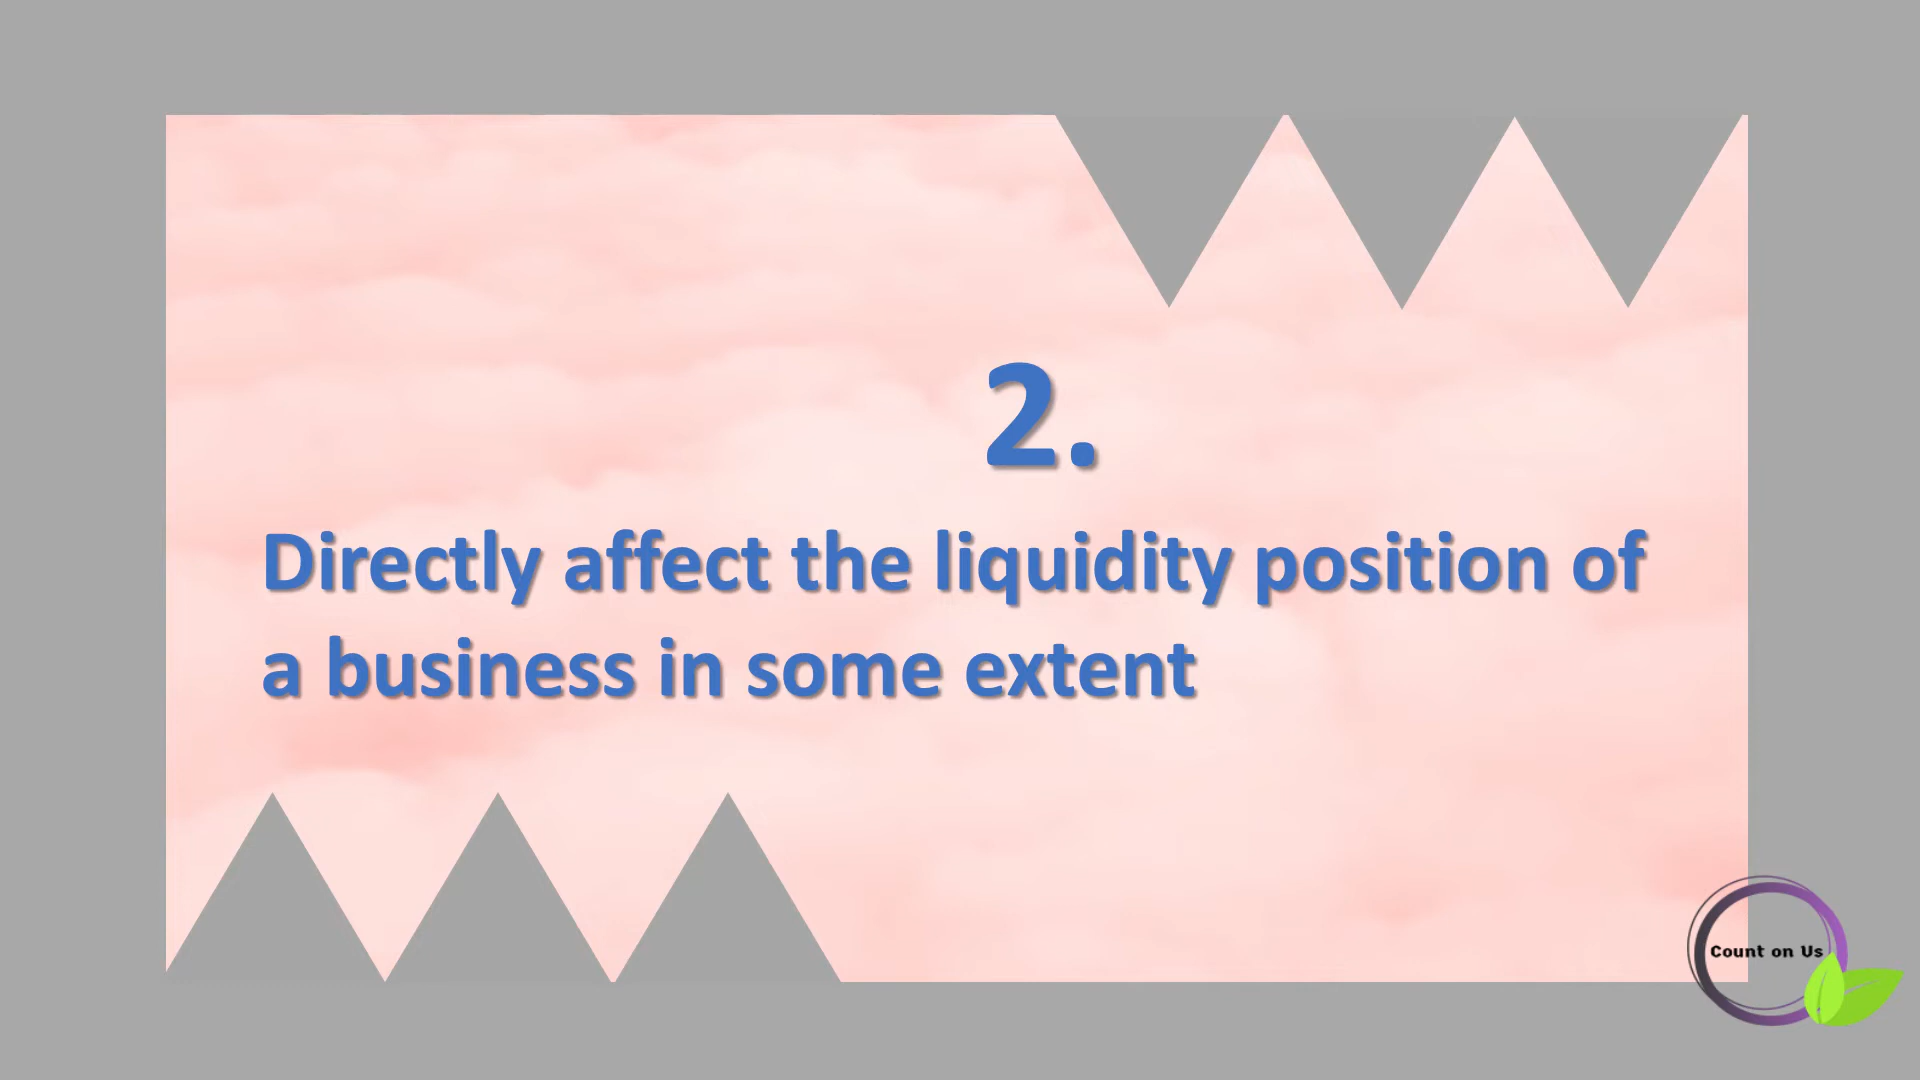 2.
Directly affect the liquidity position of
a business in some extent
Count on Us